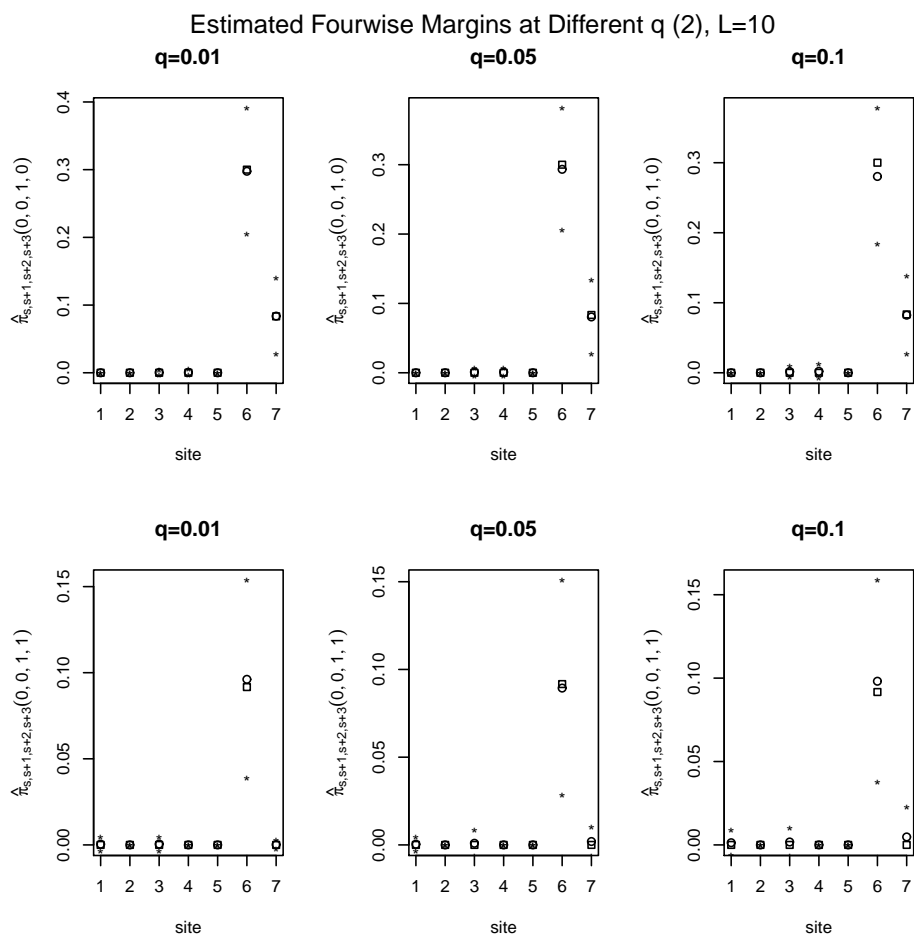 Estimated Fourwise Margins at Different q (2), L=10
q=0.01
π̂s,s+1,s+2,s+3(0, 0, 1, 0)
0.4
0.3
0.2
0.1
0.0
1 2 3 4 5 6 7
site
q=0.05
π̂s,s+1,s+2,s+3(0, 0, 1, 0)
0.3
0.2
0.1
0.0
1 2 3 4 5 6 7
site
q=0.1
π̂s,s+1,s+2,s+3(0, 0, 1, 0)
0.3
0.2
0.1
0.0
1 2 3 4 5 6 7
site
q=0.01
π̂s,s+1,s+2,s+3(0, 0, 1, 1)
0.15
0.10
0.05
0.00
1 2 3 4 5 6 7
site
q=0.05
π̂s,s+1,s+2,s+3(0, 0, 1, 1)
0.15
0.10
0.05
0.00
1 2 3 4 5 6 7
site
q=0.1
π̂s,s+1,s+2,s+3(0, 0, 1, 1)
0.15
0.10
0.05
0.00
1 2 3 4 5 6 7
site